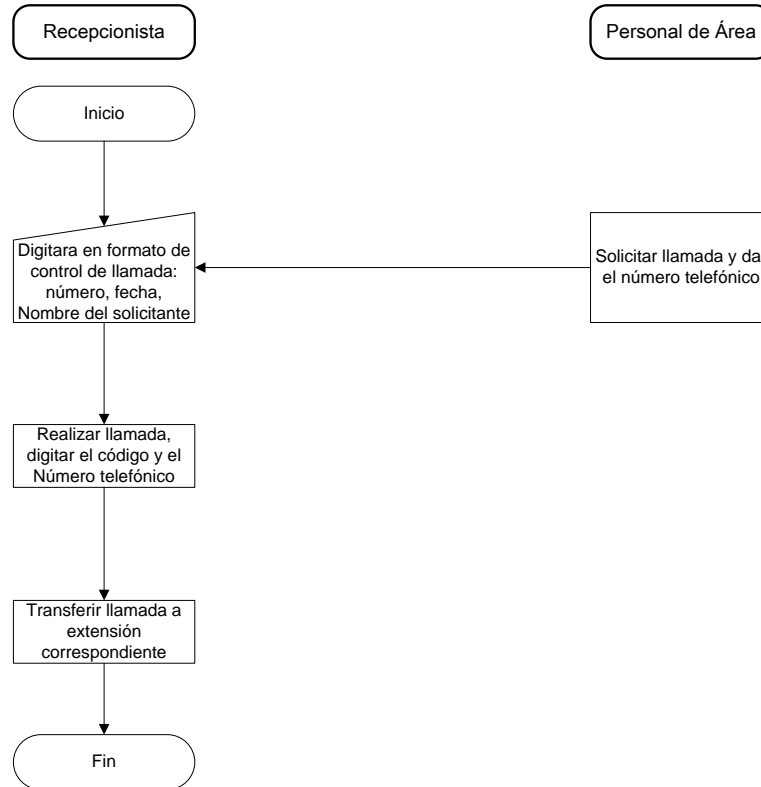 Recepcionista
Personal de Área
Inicio
Digitara en formato de
control de llamada:
número, fecha,
Nombre del solicitante
Solicitar llamada y da
el número telefónico
Realizar llamada,
digitar el código y el
Número telefónico
Transferir llamada a
extensión
correspondiente
Fin